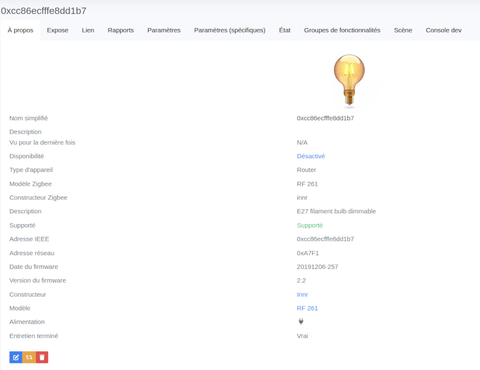 0xcc86ecfffe8dd1b7
À propos Expose Lien Rapports Paramètres Paramètres (spécifiques) État Groupes de fonctionnalités Scène Console dev
Nom simplifié 0xcc86ecfffe8dd1b7
Description
Vu pour la dernière fois N/A
Disponibilité Désactivé
Type d'appareil Router
Modèle Zigbee RF 261
Constructeur Zigbee innr
Description E27 filament bulb dimmable
Supporté Supporté
Adresse IEEE 0xcc86ecfffe8dd1b7
Adresse réseau 0xA7F1
Date du firmware 20191206-257
Version du firmware 2.2
Constructeur Innr
Modèle RF 261
Alimentation
Entretien terminé Vrai